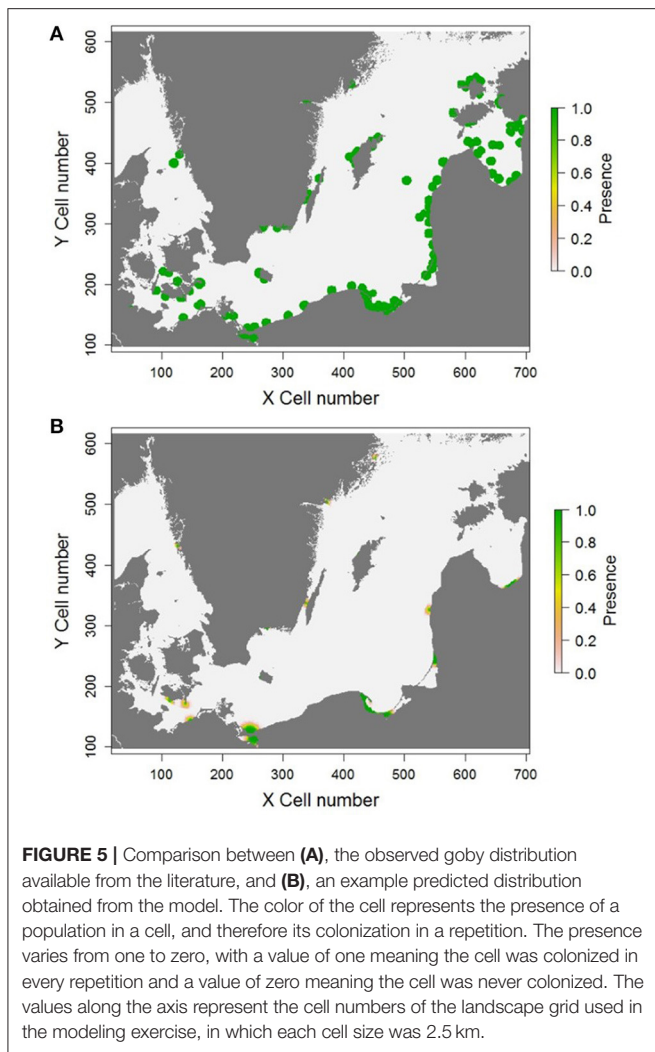 A
600
500
400
300
200
100
Y Cell number
100 200 300 400 500 600 700
X Cell number
1.0
0.8
0.6
0.4
0.2
0.0
Presence
B
600
500
400
300
200
100
Y Cell number
100 200 300 400 500 600 700
X Cell number
1.0
0.8
0.6
0.4
0.2
0.0
Presence
FIGURE 5 | Comparison between (A), the observed goby distribution
available from the literature, and (B), an example predicted distribution
obtained from the model. The color of the cell represents the presence of a
population in a cell, and therefore its colonization in a repetition. The presence
varies from one to zero, with a value of one meaning the cell was colonized in
every repetition and a value of zero meaning the cell was never colonized. The
values along the axis represent the cell numbers of the landscape grid used in
the modeling exercise, in which each cell size was 2.5 km.